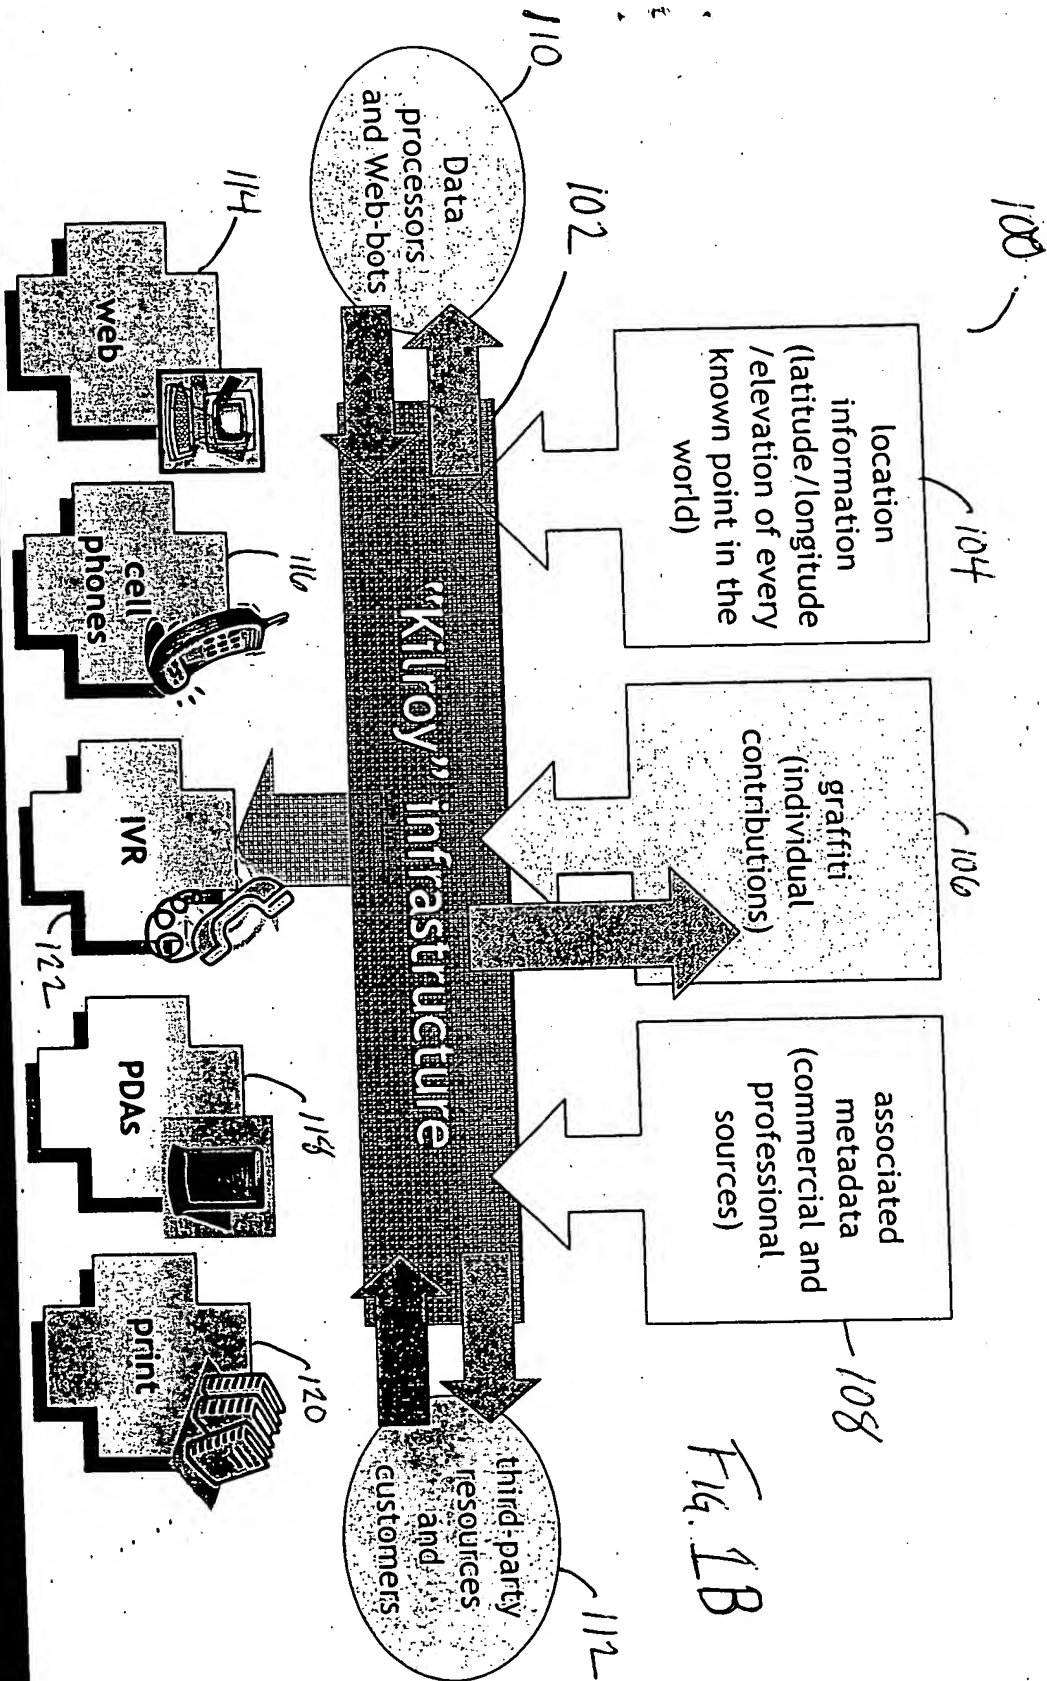 100
104
location
information
(latitude/longitude
/elevation of every
known point in the
world)
106
graffiti
(individual
contributions)
108
associated
metadata
(commercial and
professional
sources)
FIG. 1B
110
Data
processors
and Web-bots
102
"Kilroy" infrastructure
112
third-party
resources
and
customers
114
web
116
cell
phones
IVR
122
118
PDAs
120
print